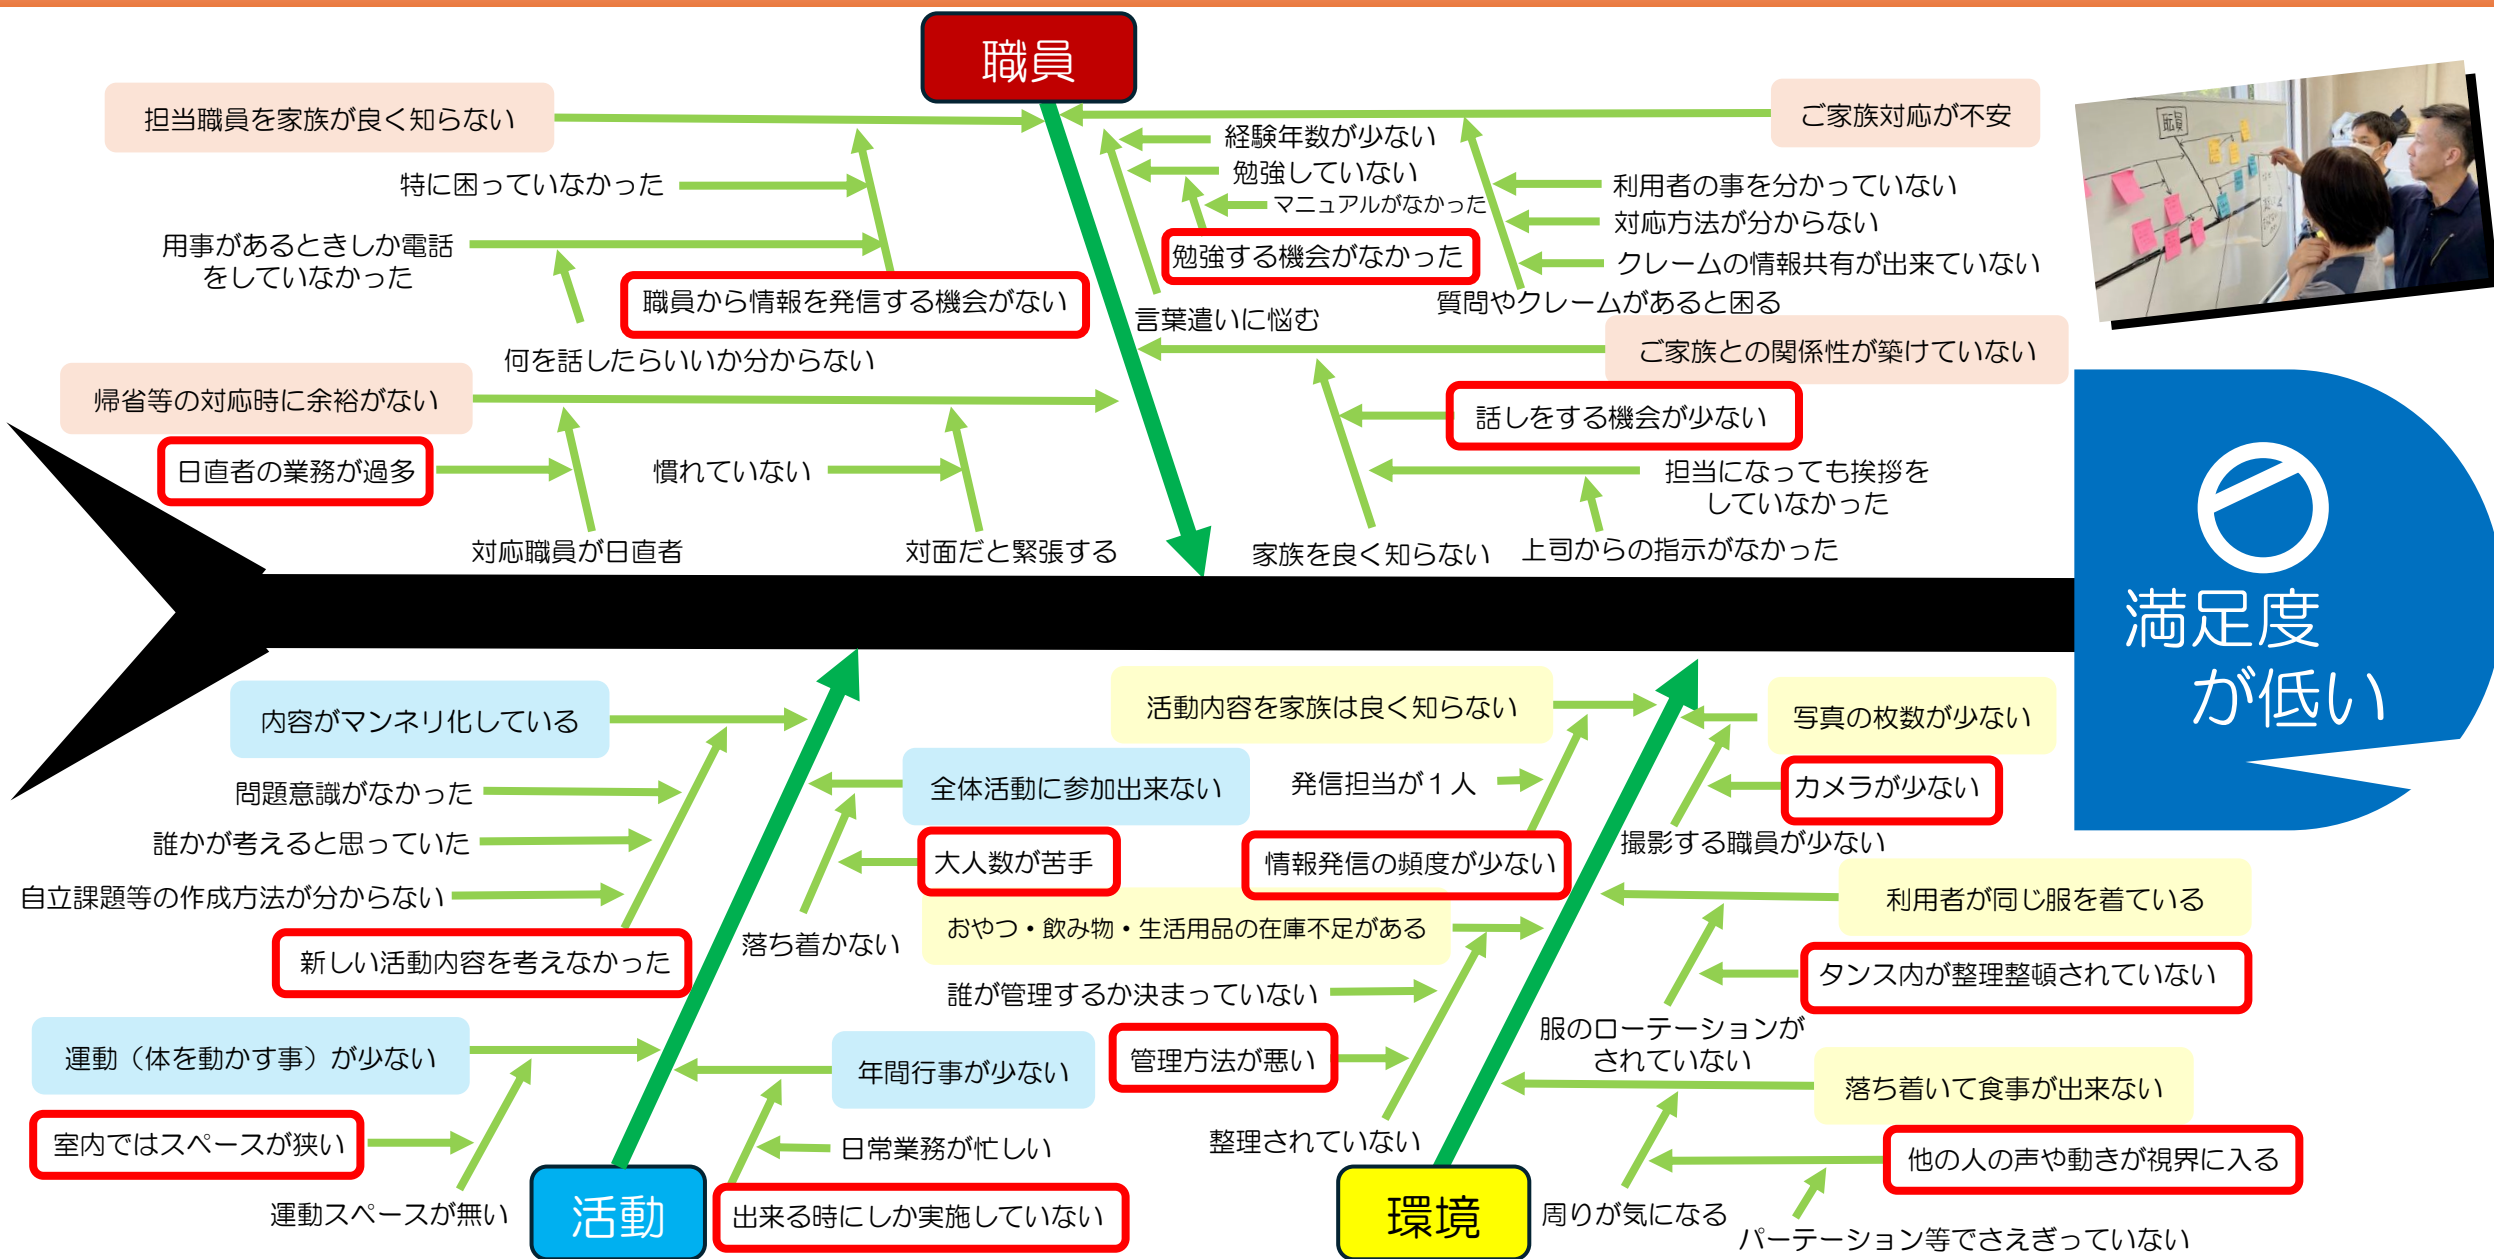 職員
担当職員を家族が良く知らない
ご家族対応が不安
経験年数が少ない
勉強していない
マニュアルがなかった
勉強する機会がなかった
言葉遣いに悩む
特に困っていなかった
用事があるときしか電話
をしていなかった
職員から情報を発信する機会がない
何を話したらいいか分からない
利用者の事を分かっていない
対応方法が分からない
クレームの情報共有が出来ていない
質問やクレームがあると困る
ご家族との関係性が築けていない
帰省等の対応時に余裕がない
日直者の業務が過多
慣れていない
対応職員が日直者
対面だと緊張する
話しをする機会が少ない
担当になっても挨拶を
していなかった
家族を良く知らない
上司からの指示がなかった
満足度
が低い
内容がマンネリ化している
問題意識がなかった
誰かが考えると思っていた
自立課題等の作成方法が分からない
新しい活動内容を考えなかった
全体活動に参加出来ない
大人数が苦手
落ち着かない
運動（体を動かす事）が少ない
室内ではスペースが狭い
運動スペースが無い
年間行事が少ない
日常業務が忙しい
出来る時にしか実施していない
活動
活動内容を家族は良く知らない
発信担当が１人
情報発信の頻度が少ない
写真の枚数が少ない
カメラが少ない
撮影する職員が少ない
おやつ・飲み物・生活用品の在庫不足がある
誰が管理するか決まっていない
管理方法が悪い
整理されていない
利用者が同じ服を着ている
タンス内が整理整頓されていない
服のローテーションが
されていない
落ち着いて食事が出来ない
他の人の声や動きが視界に入る
周りが気になる
パーテーション等でさえぎっていない
環境
職員